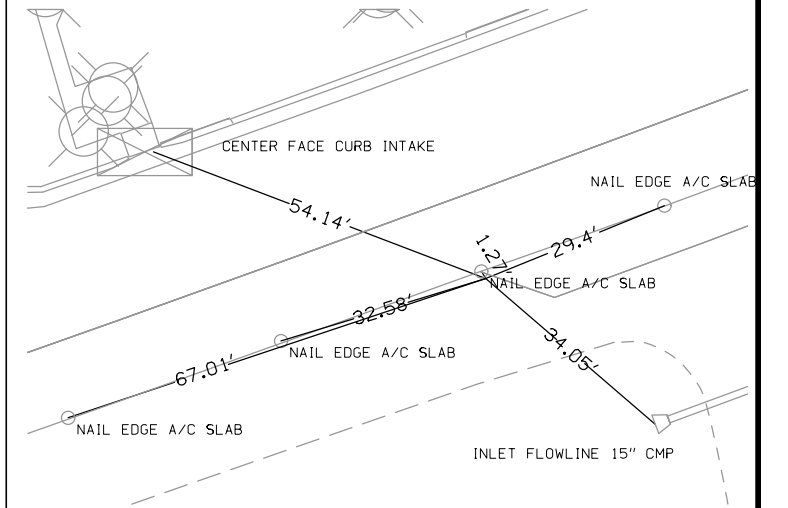 CENTER FACE CURB INTAKE
NAIL EDGE A/C SLAB
54.14'
29.4'
1.27'
NAIL EDGE A/C SLAB
32.58'
NAIL EDGE A/C SLAB
34.05'
67.01'
NAIL EDGE A/C SLAB
INLET FLOWLINE 15" CMP